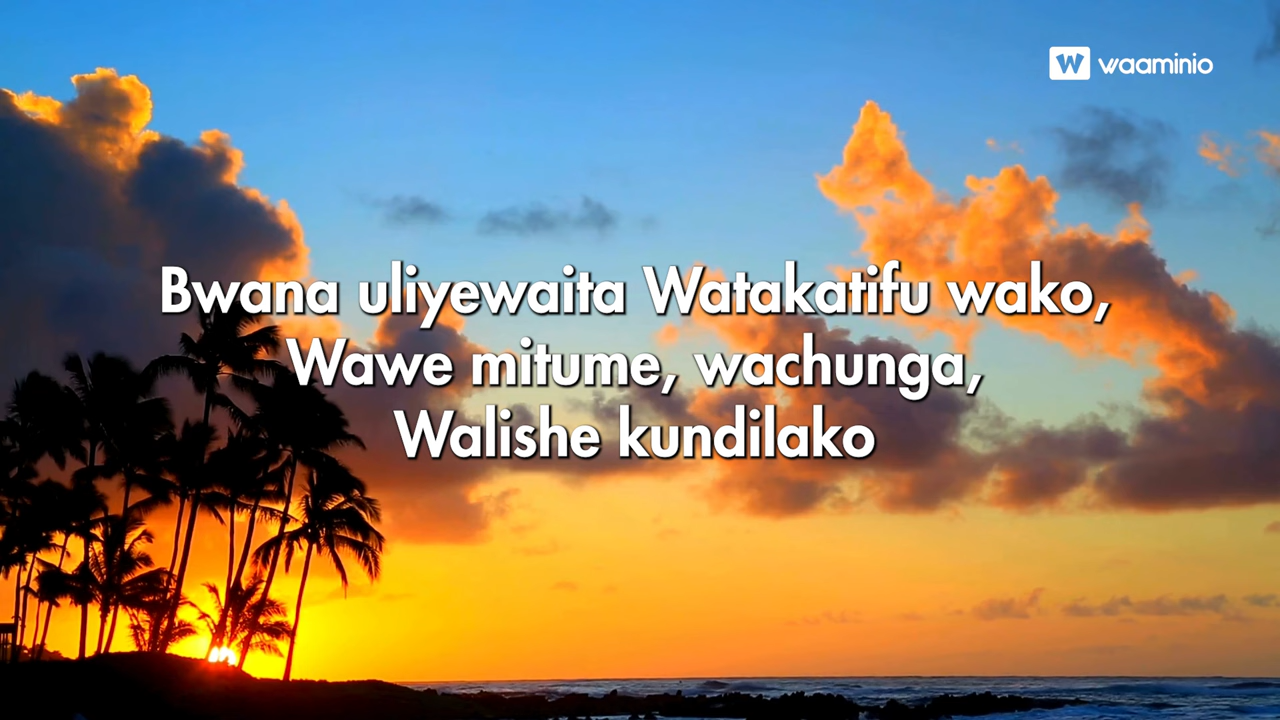 W waaminio
Bwana uliyewaita Watakatifu wako,
Wawe mitume, wachunga,
Walishe kundilako